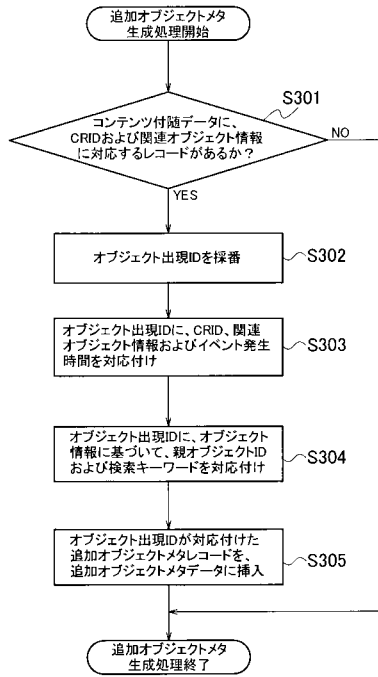 追加オブジェクトメタ
生成処理開始
S301
コンテンツ付随データに、
CRIDおよび関連オブジェクト情報
に対応するレコードがあるか？
NO
YES
オブジェクト出現IDを採番
S302
オブジェクト出現IDに、CRID、関連
オブジェクト情報およびイベント発生
時間を対応付け
S303
オブジェクト出現IDに、オブジェクト
情報に基づいて、親オブジェクトID
および検索キーワードを対応付け
S304
オブジェクト出現IDが対応付けた
追加オブジェクトメタレコードを、
追加オブジェクトメタデータに挿入
S305
追加オブジェクトメタ
生成処理終了